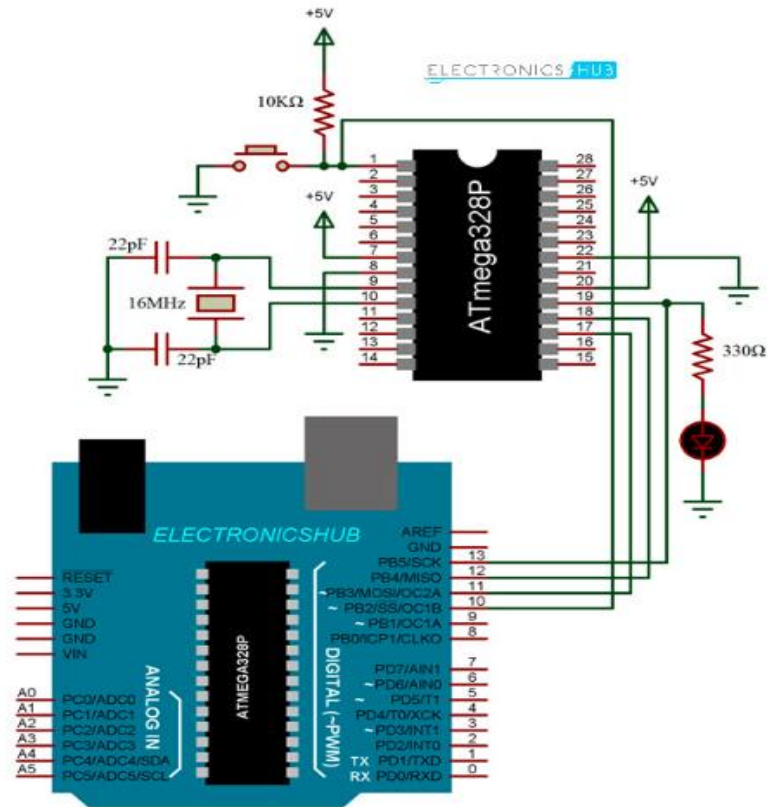 +5V
ELECTRONICS HUB
10KΩ
1 28
2 27
3 26
4 25
5 24
6 23
7 22
8 21
9 20
10 19
11 18
12 17
13 16
14 15
ATmega328P
+5V
+5V
22pF
16MHz
22pF
330Ω
ELECTRONICSHUB
AREF
GND
PB5/SCK 13
PB4/MISO 12
~PB3/MOSI/OC2A 11
~ PB2/SS/OC1B 10
~ PB1/OC1A 9
PB0/ICP1/CLKO 8
RESET
3.3V
5V
GND
GND
VIN
ATMEGA328P
ANALOG IN
DIGITAL (~PWM)
A0 PC0/ADC0
A1 PC1/ADC1
A2 PC2/ADC2
A3 PC3/ADC3
A4 PC4/ADC4/SDA
A5 PC5/ADC5/SCL
PD7/AIN1 7
~ PD6/AIN0 6
~ PD5/T1 5
PD4/T0/XCK 4
~ PD3/INT1 3
PD2/INT0 2
TX PD1/TXD 1
RX PD0/RXD 0